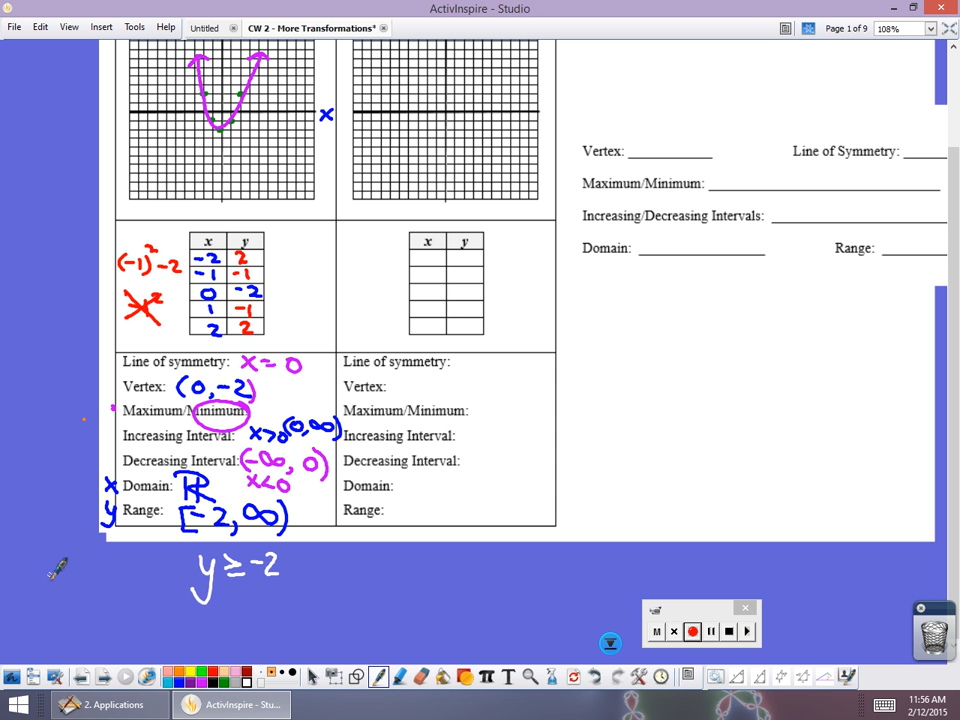 ActivInspire - Studio
File Edit View Insert Tools Help Untitled CW 2 - More Transformations* Page 1 of 9 108%
x
Vertex: ____________ Line of Symmetry: ______
Maximum/Minimum: _________________________________
Increasing/Decreasing Intervals: _________________________
Domain: __________________ Range: _________
x y
-2 2
-1 -1
0 -2
1 -1
2 2
(-1)²-2
x²
x y
Line of symmetry: x = 0
Vertex: (0, -2)
Maximum/Minimum:
Increasing Interval: x>0 (0, ∞)
Decreasing Interval: (-∞, 0)
x<0
x Domain: ℝ
y Range: [-2, ∞)
y ≥ -2
Line of symmetry:
Vertex:
Maximum/Minimum:
Increasing Interval:
Decreasing Interval:
Domain:
Range:
M
π T
2. Applications ActivInspire - Stu...
11:56 AM
2/12/2015